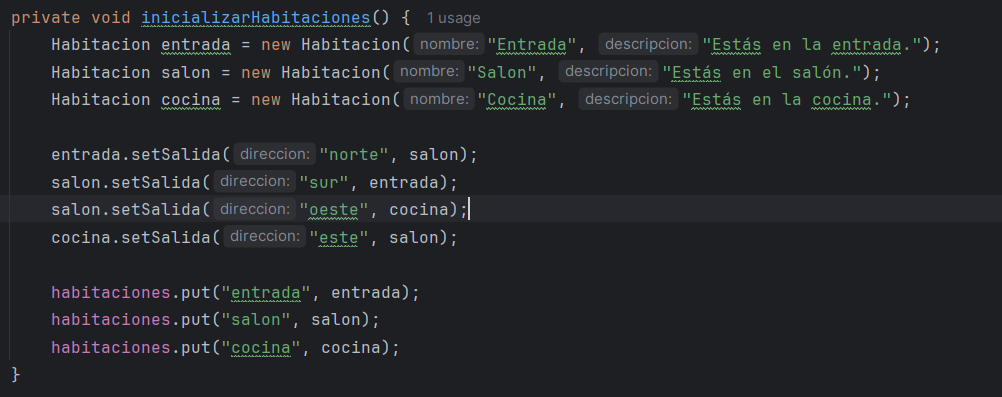 private void inicializarHabitaciones() { 1 usage
Habitacion entrada = new Habitacion( nombre: "Entrada", descripcion: "Estás en la entrada.");
Habitacion salon = new Habitacion( nombre: "Salon", descripcion: "Estás en el salón.");
Habitacion cocina = new Habitacion( nombre: "Cocina", descripcion: "Estás en la cocina.");
entrada.setSalida( direccion: "norte", salon);
salon.setSalida( direccion: "sur", entrada);
salon.setSalida( direccion: "oeste", cocina);
cocina.setSalida( direccion: "este", salon);
habitaciones.put("entrada", entrada);
habitaciones.put("salon", salon);
habitaciones.put("cocina", cocina);
}